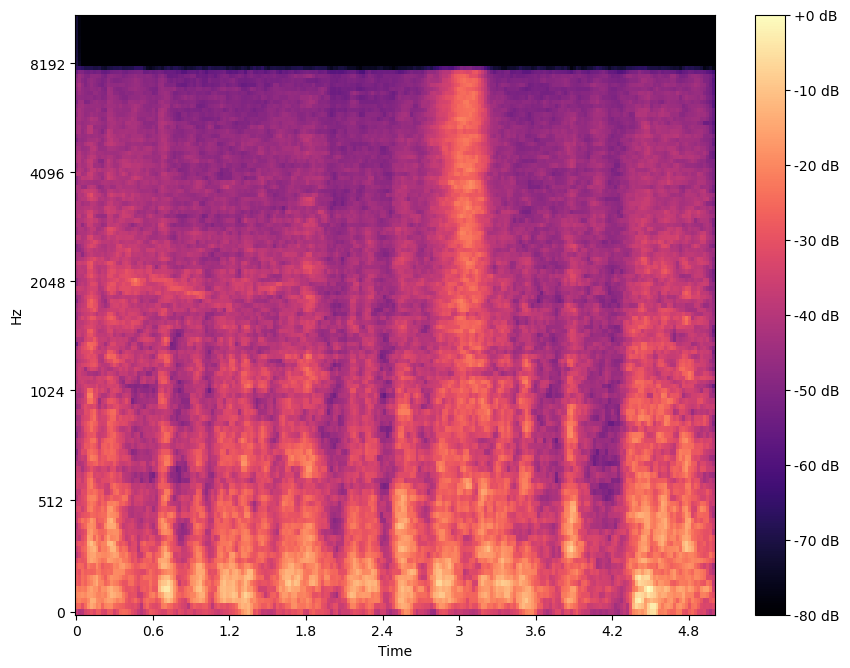 +0 dB
8192
-10 dB
4096
-20 dB
-30 dB
2048
Hz
-40 dB
1024
-50 dB
-60 dB
512
-70 dB
0
-80 dB
0 0.6 1.2 1.8 2.4 3 3.6 4.2 4.8
Time